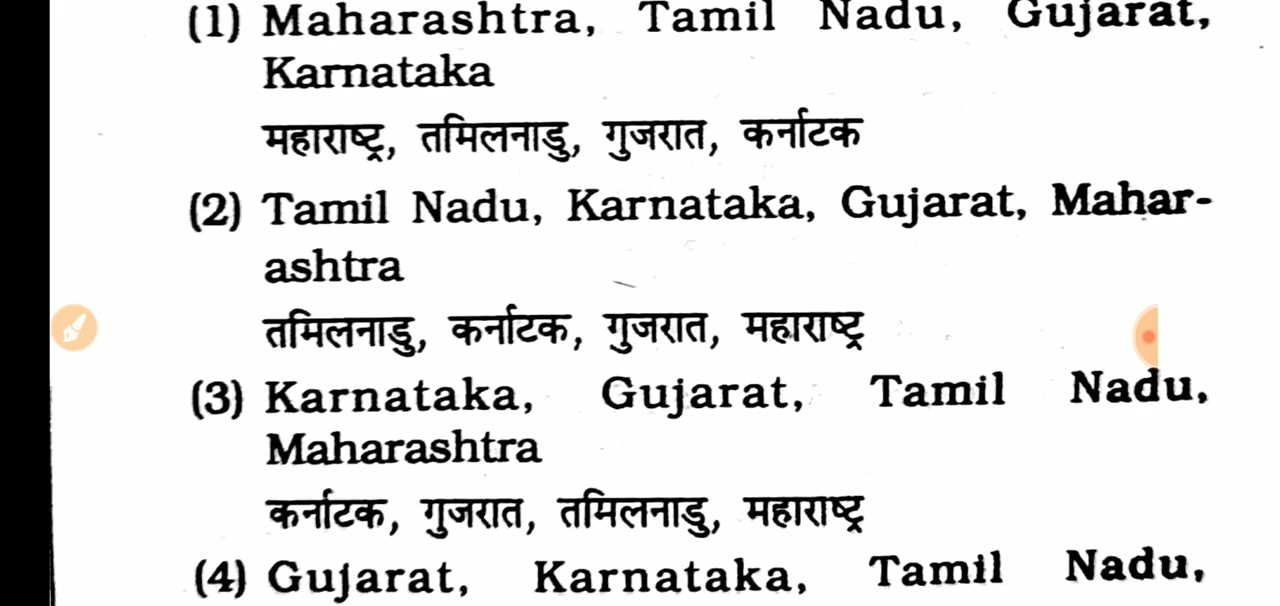 (1) Maharashtra, Tamil Nadu, Gujarat,
Karnataka
महाराष्ट्र, तमिलनाडु, गुजरात, कर्नाटक
(2) Tamil Nadu, Karnataka, Gujarat, Mahar-
ashtra
तमिलनाडु, कर्नाटक, गुजरात, महाराष्ट्र
(3) Karnataka, Gujarat, Tamil Nadu,
Maharashtra
कर्नाटक, गुजरात, तमिलनाडु, महाराष्ट्र
(4) Gujarat, Karnataka, Tamil Nadu,